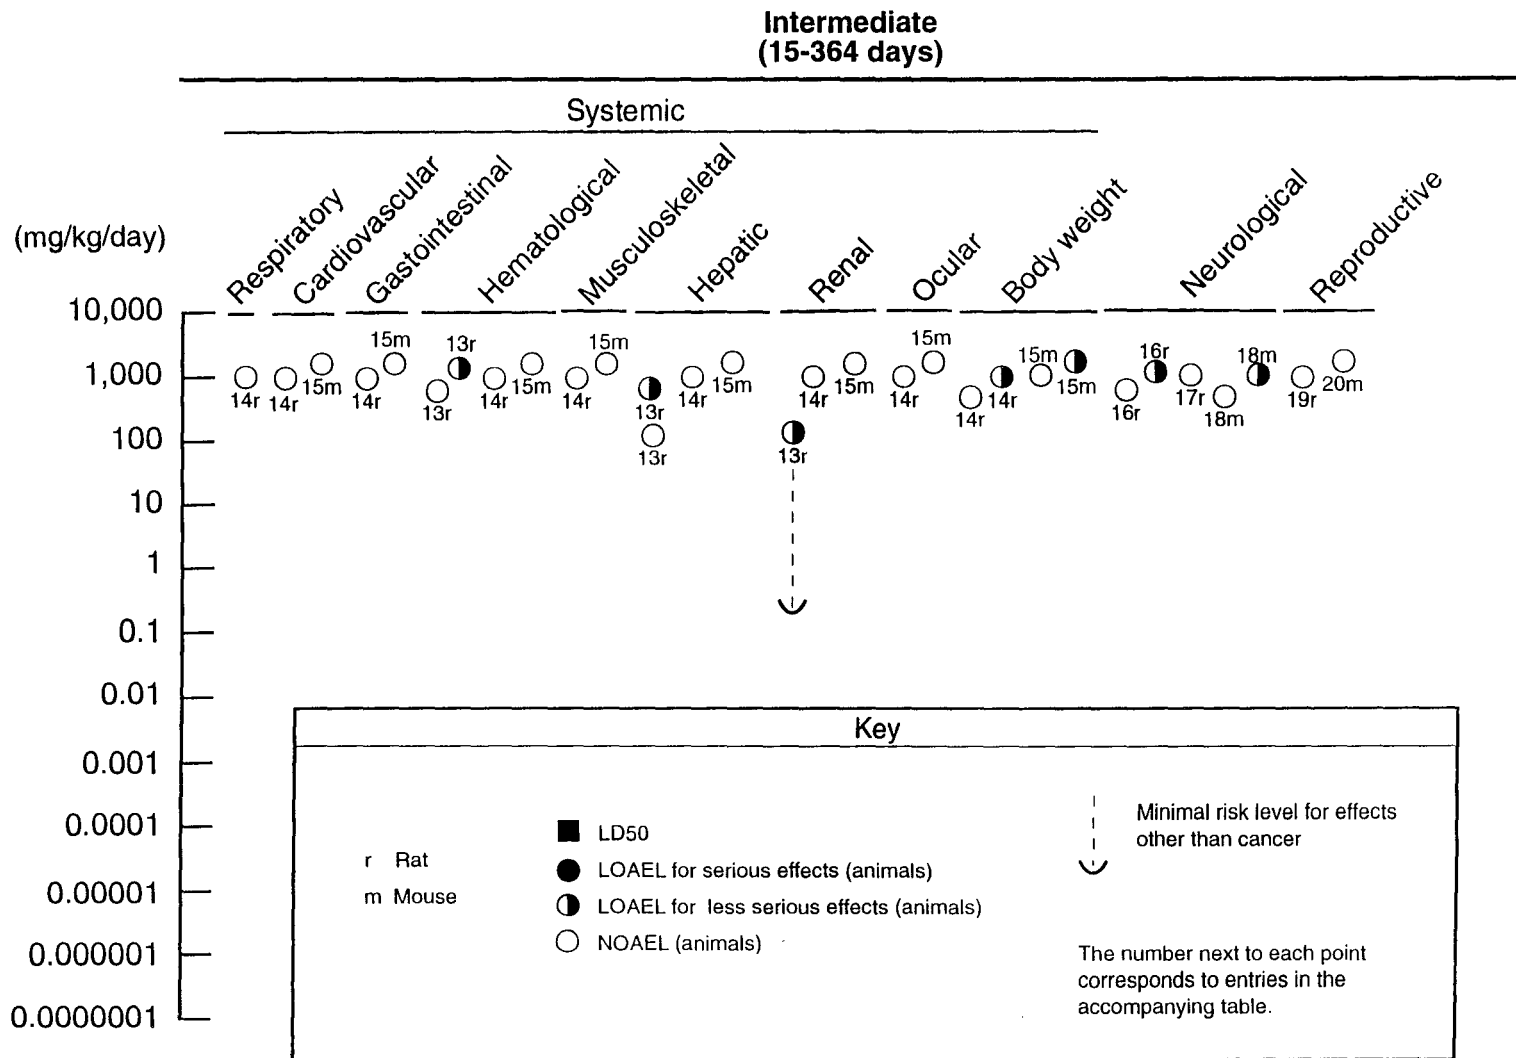 Intermediate
(15-364 days)
Systemic
(mg/kg/day)
Respiratory
Cardiovascular
Gastointestinal
Hematological
Musculoskeletal
Hepatic
Renal
Ocular
Body weight
Neurological
Reproductive
10,000
15m 13r 15m 15m 15m 16r 18m
1,000
14r 14r 15m 14r 13r 14r 15m 14r 13r 14r 15m 14r 15m 14r 14r 14r 15m 16r 17r 18m 19r 20m
100
13r 13r
10
1
0.1
0.01
0.001
0.0001
0.00001
0.000001
0.0000001
Key
r Rat
m Mouse
LD50
LOAEL for serious effects (animals)
LOAEL for less serious effects (animals)
NOAEL (animals)
Minimal risk level for effects
other than cancer
The number next to each point
corresponds to entries in the
accompanying table.